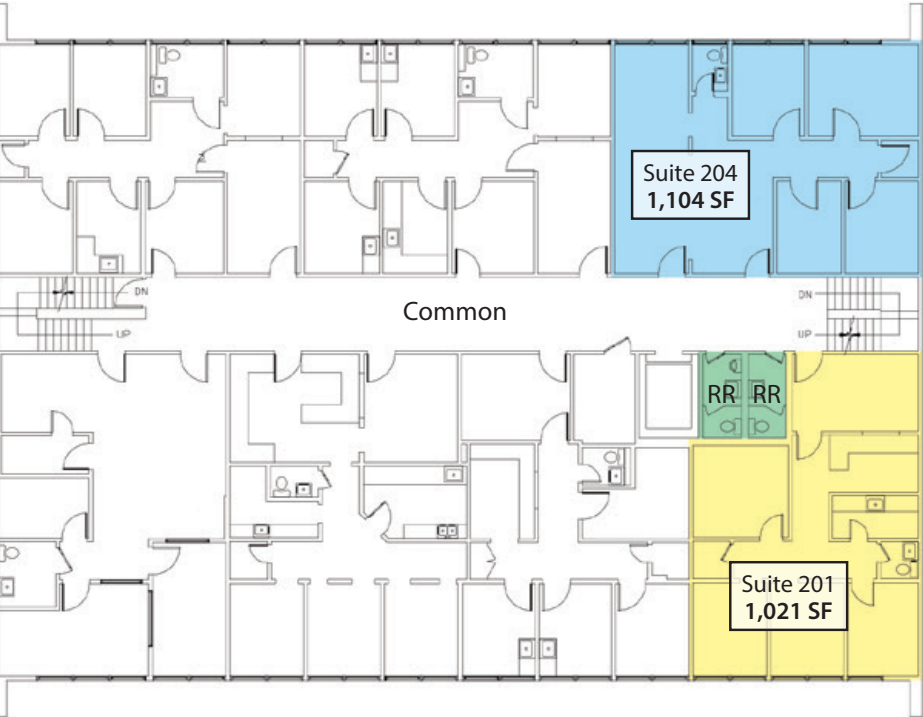 Suite 204
1,104 SF
DN
UP
Common
DN
UP
RR RR
Suite 201
1,021 SF